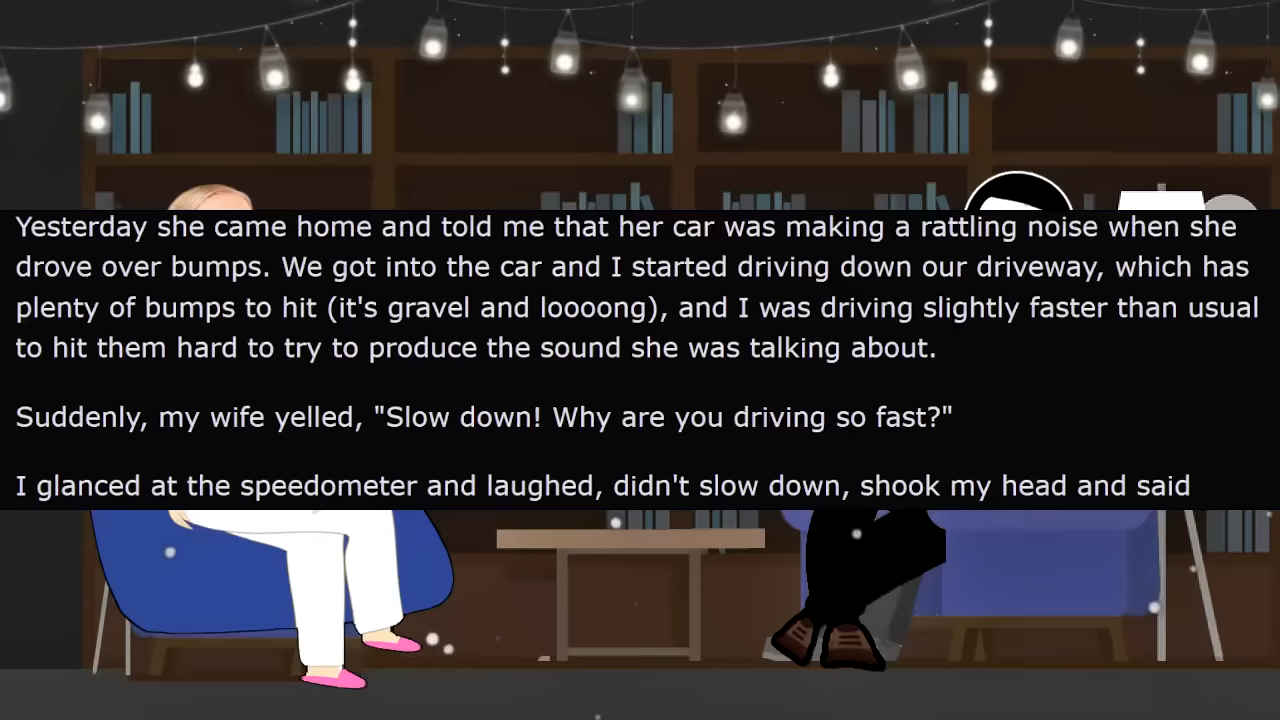 Yesterday she came home and told me that her car was making a rattling noise when she
drove over bumps. We got into the car and I started driving down our driveway, which has
plenty of bumps to hit (it's gravel and loooong), and I was driving slightly faster than usual
to hit them hard to try to produce the sound she was talking about.
Suddenly, my wife yelled, "Slow down! Why are you driving so fast?"
I glanced at the speedometer and laughed, didn't slow down, shook my head and said